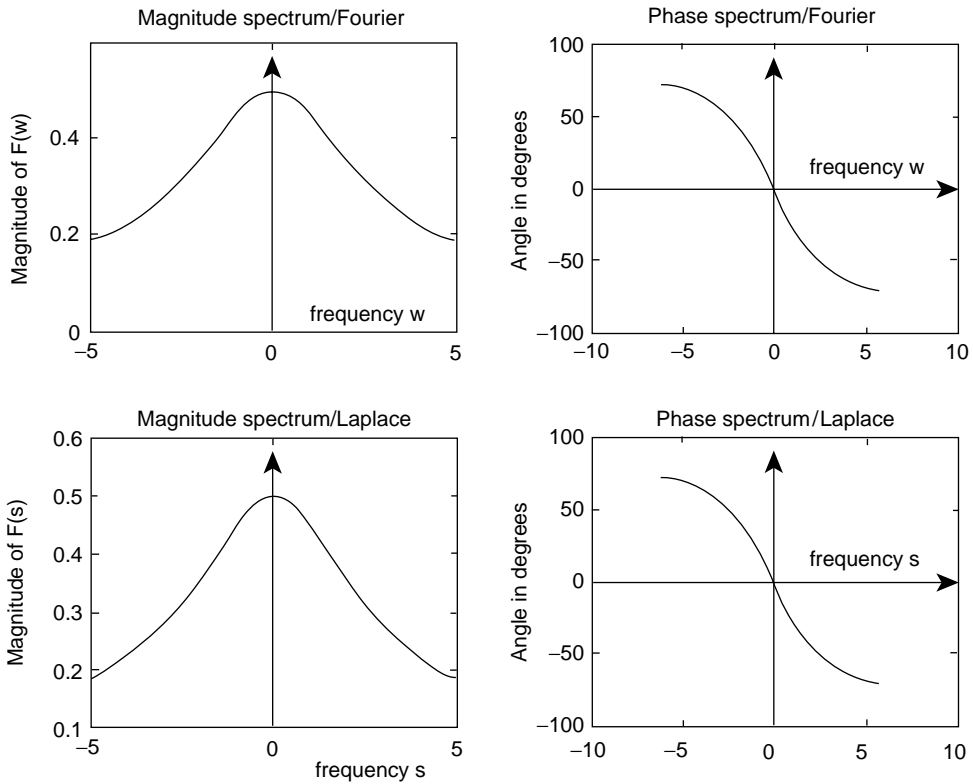 Magnitude spectrum/Fourier
Magnitude of F(w)
0.4
0.2
0
frequency w
−5
0
5
Phase spectrum/Fourier
Angle in degrees
100
50
0
−50
−100
frequency w
−10
−5
0
5
10
Magnitude spectrum/Laplace
Magnitude of F(s)
0.6
0.5
0.4
0.3
0.2
0.1
−5
0
5
frequency s
Phase spectrum/Laplace
Angle in degrees
100
50
0
−50
−100
frequency s
−10
−5
0
5
10